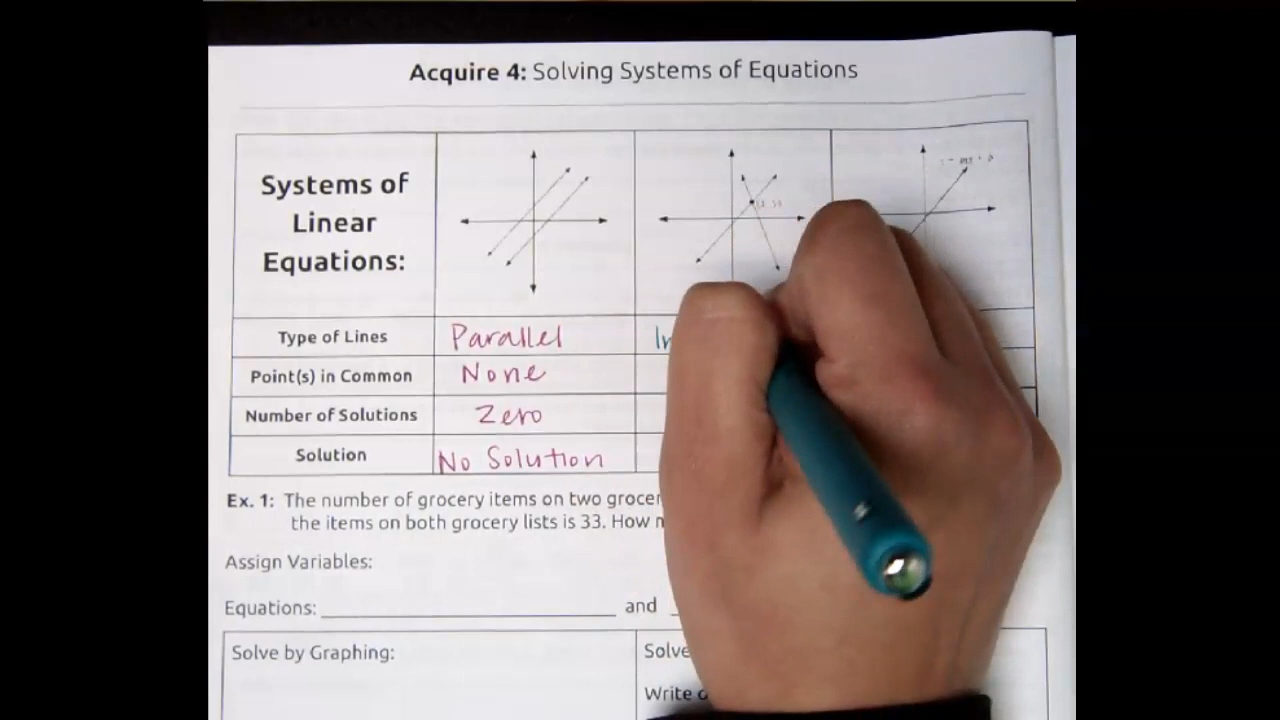 Acquire 4: Solving Systems of Equations
Systems of
Linear
Equations:
Type of Lines
Parallel
Point(s) in Common
None
Number of Solutions
Zero
Solution
No Solution
Ex. 1: The number of grocery items on two
the items on both grocery lists is 33. How
Assign Variables:
Equations: and
Solve by Graphing:
Write